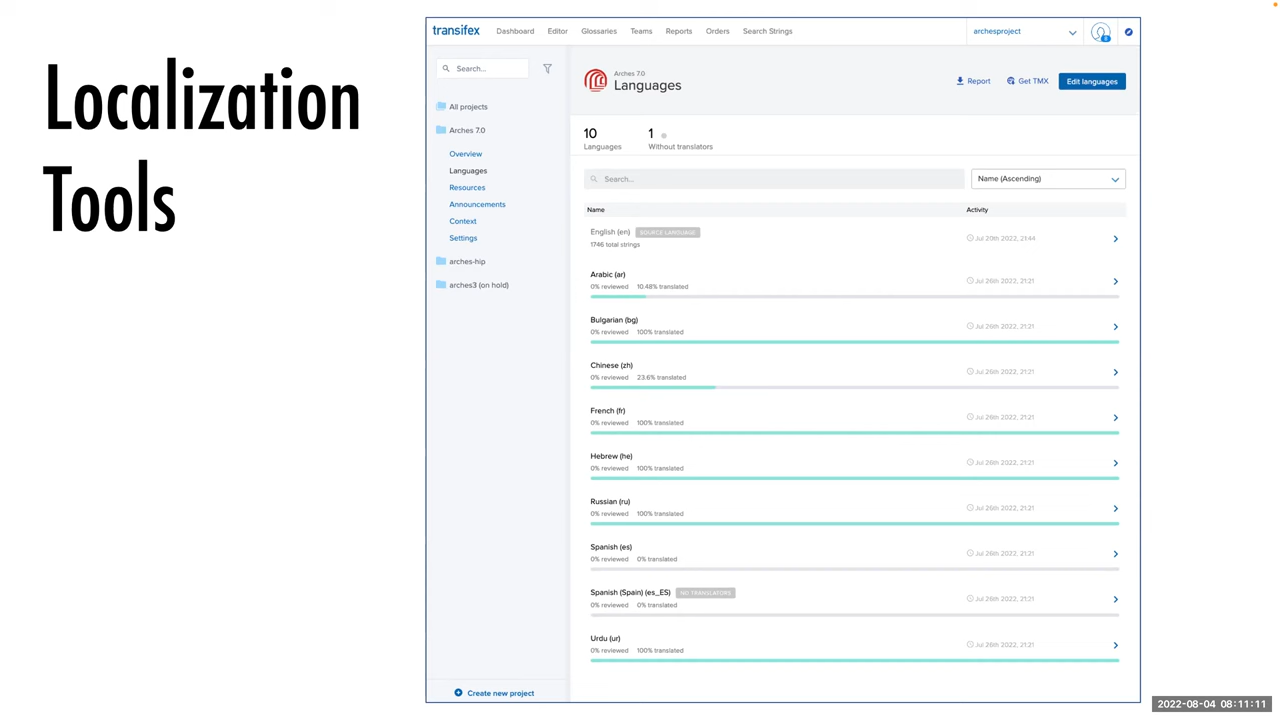 Localization
Tools
transifex Dashboard Editor Glossaries Teams Reports Orders Search Strings archesproject
Search...
All projects
Arches 7.0
Overview
Languages
Resources
Announcements
Context
Settings
arches-hip
arches3 (on hold)
Create new project
Arches 7.0
Languages
Report Get TMX Edit languages
10 1
Languages Without translators
Search... Name (Ascending)
Name Activity
English (en) SOURCE LANGUAGE Jul 20th 2022, 21:44
1746 total strings
Arabic (ar) Jul 26th 2022, 21:21
0% reviewed 10.48% translated
Bulgarian (bg) Jul 26th 2022, 21:21
0% reviewed 100% translated
Chinese (zh) Jul 26th 2022, 21:21
0% reviewed 23.6% translated
French (fr) Jul 26th 2022, 21:21
0% reviewed 100% translated
Hebrew (he) Jul 26th 2022, 21:21
0% reviewed 100% translated
Russian (ru) Jul 26th 2022, 21:21
0% reviewed 100% translated
Spanish (es) Jul 26th 2022, 21:21
0% reviewed 0% translated
Spanish (Spain) (es_ES) NO TRANSLATORS Jul 26th 2022, 21:21
0% reviewed 0% translated
Urdu (ur) Jul 26th 2022, 21:21
0% reviewed 100% translated
2022-08-04 08:11:11